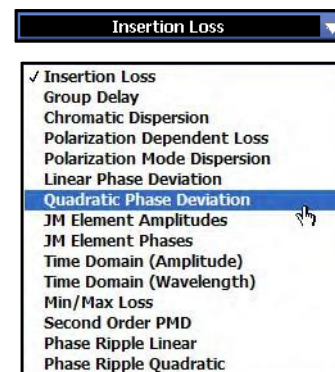 Insertion Loss
✓ Insertion Loss
Group Delay
Chromatic Dispersion
Polarization Dependent Loss
Polarization Mode Dispersion
Linear Phase Deviation
Quadratic Phase Deviation
JM Element Amplitudes
JM Element Phases
Time Domain (Amplitude)
Time Domain (Wavelength)
Min/Max Loss
Second Order PMD
Phase Ripple Linear
Phase Ripple Quadratic